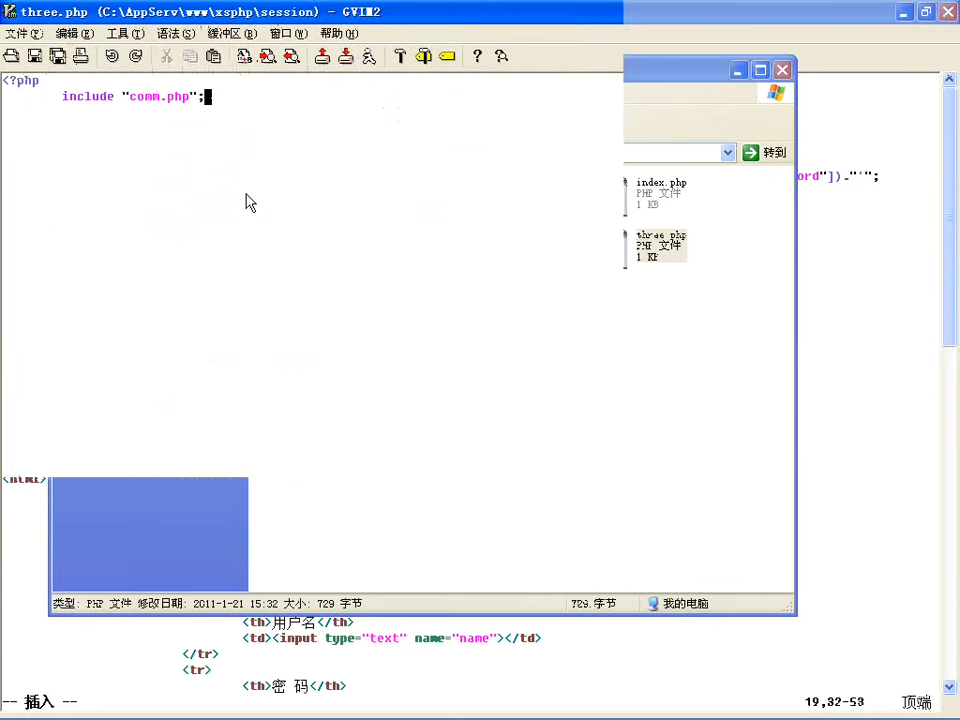 three.php (C:\AppServ\www\xsphp\session) - GVIM2
文件(F) 编辑(E) 工具(T) 语法(S) 缓冲区(B) 窗口(W) 帮助(H)
<?php
include "comm.php";
转到
ord"])."'";
index.php
PHP 文件
1 KB
three.php
PHP 文件
1 KB
<html>
类型: PHP 文件 修改日期: 2011-1-21 15:32 大小: 729 字节 729 字节 我的电脑
<th>用户名</th>
<td><input type="text" name="name"></td>
</tr>
<tr>
<th>密 码</th>
-- 插入 -- 19,32-53 顶端